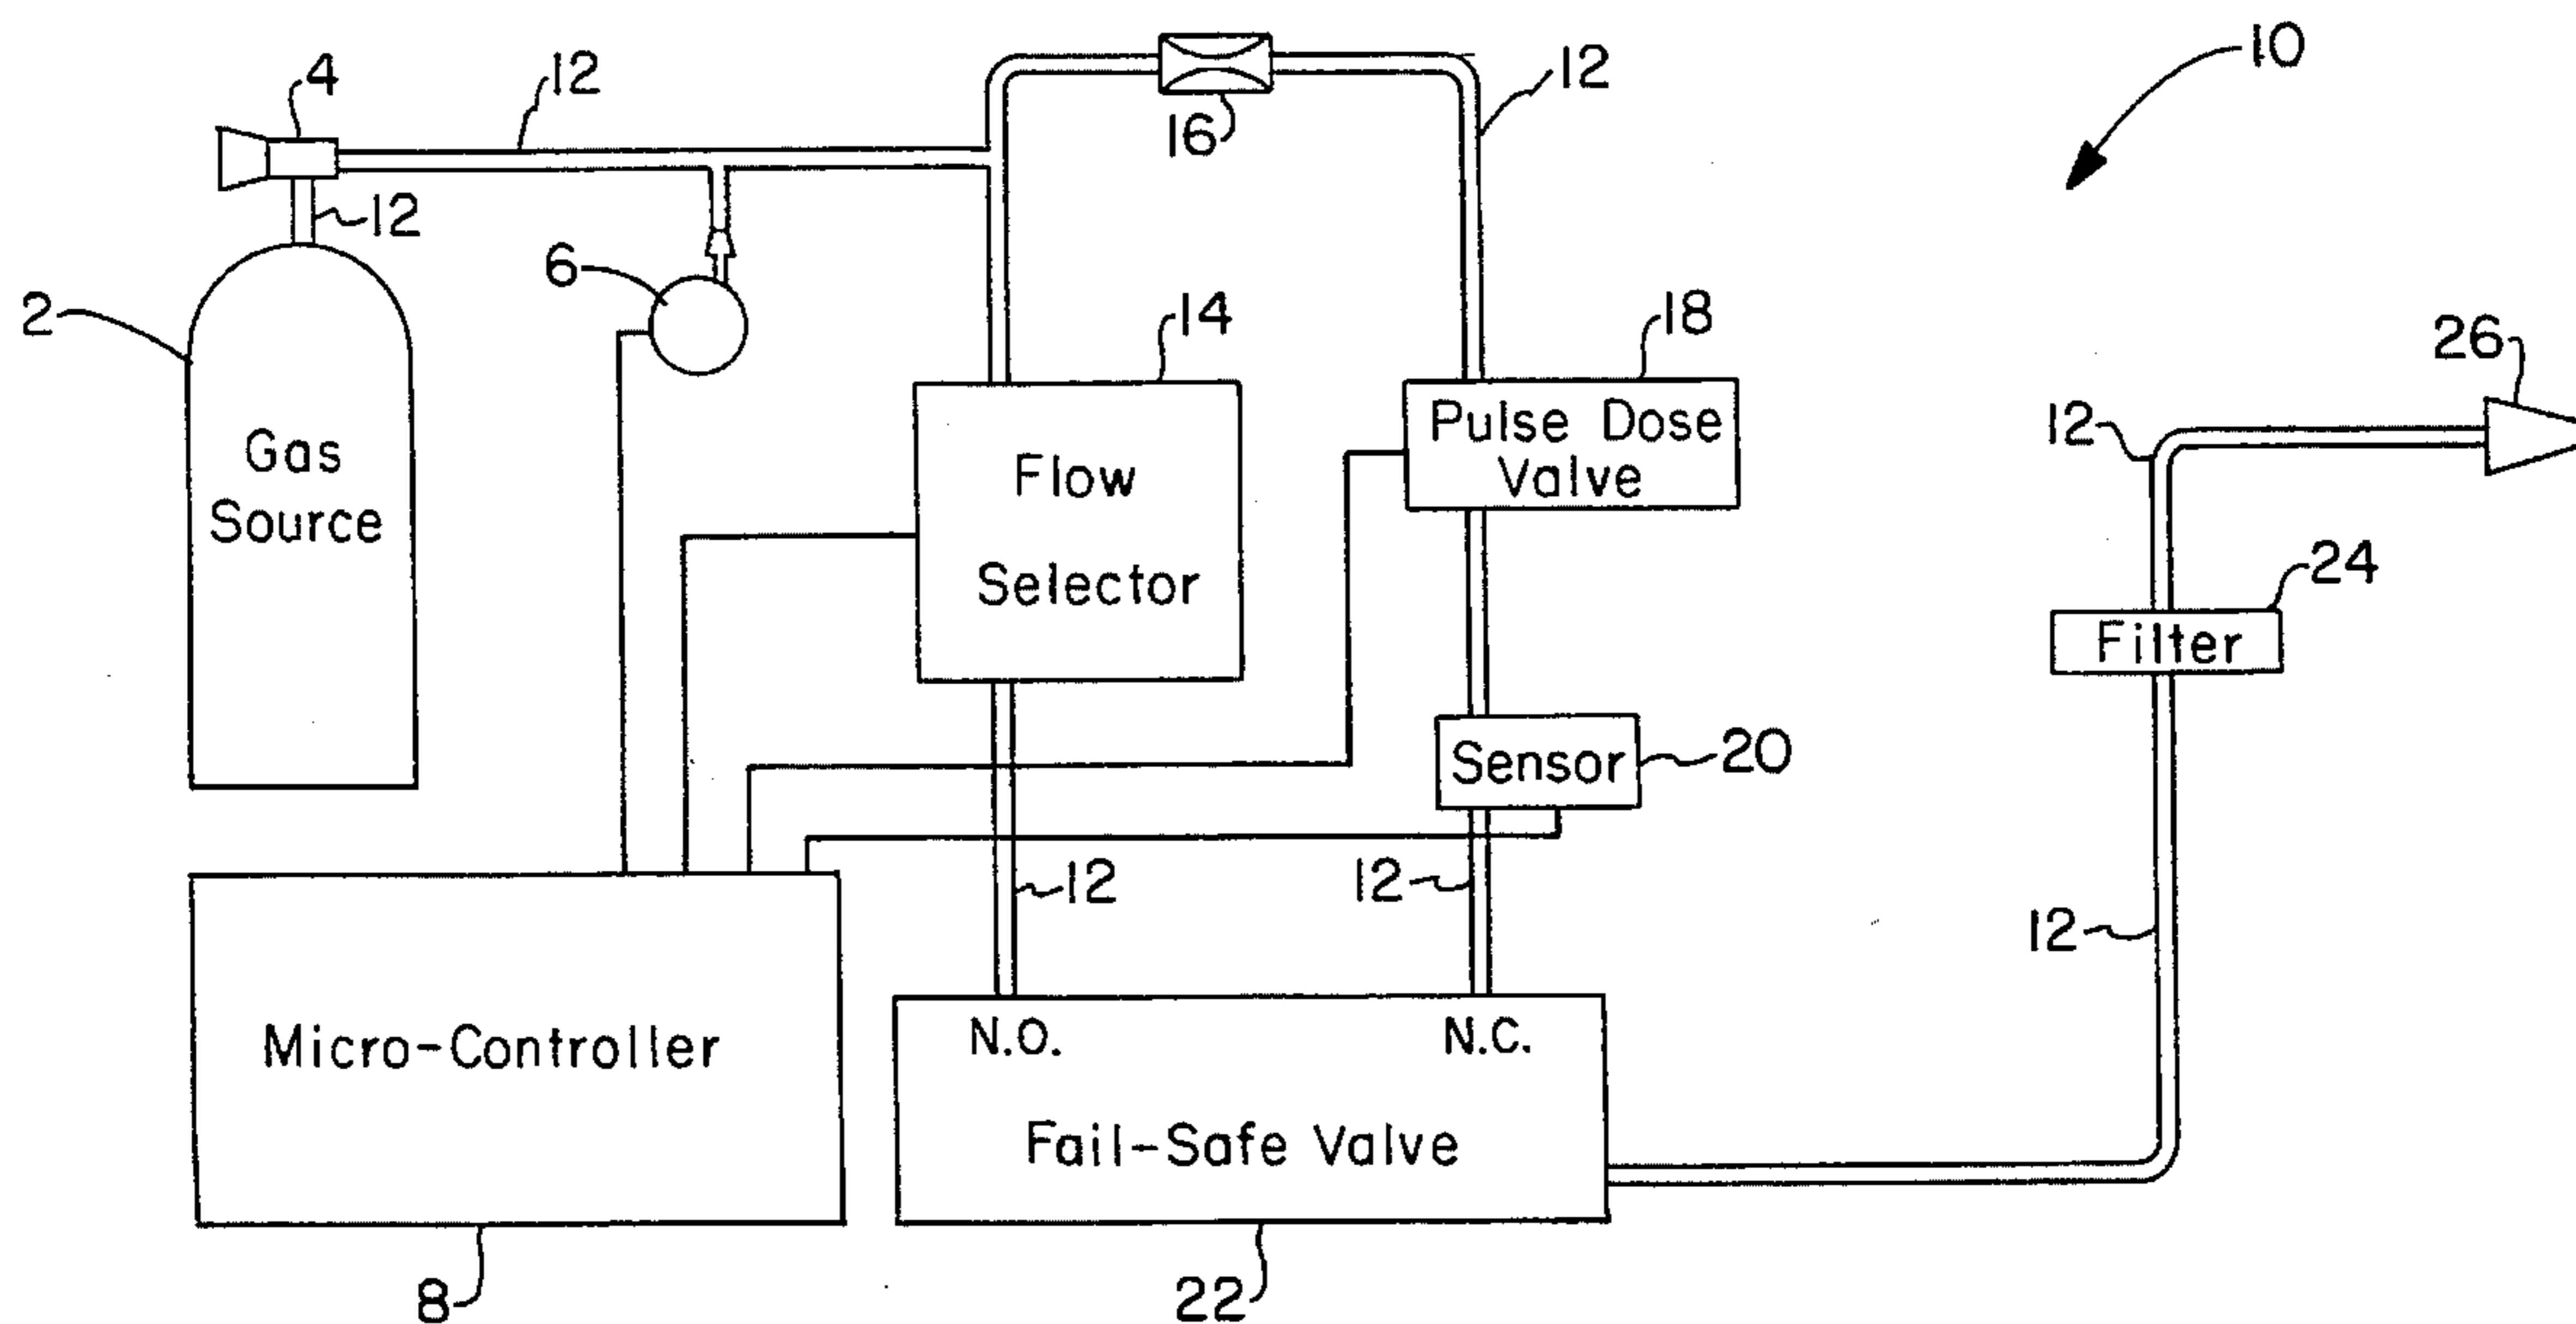 10
4
12
12
12
16
12
6
2
14
18
26
Gas
Source
Flow
Selector
Pulse Dose
Valve
12
24
Filter
Sensor
20
12
12
12
Micro-Controller
N.O.
N.C.
Fail-Safe Valve
8
22